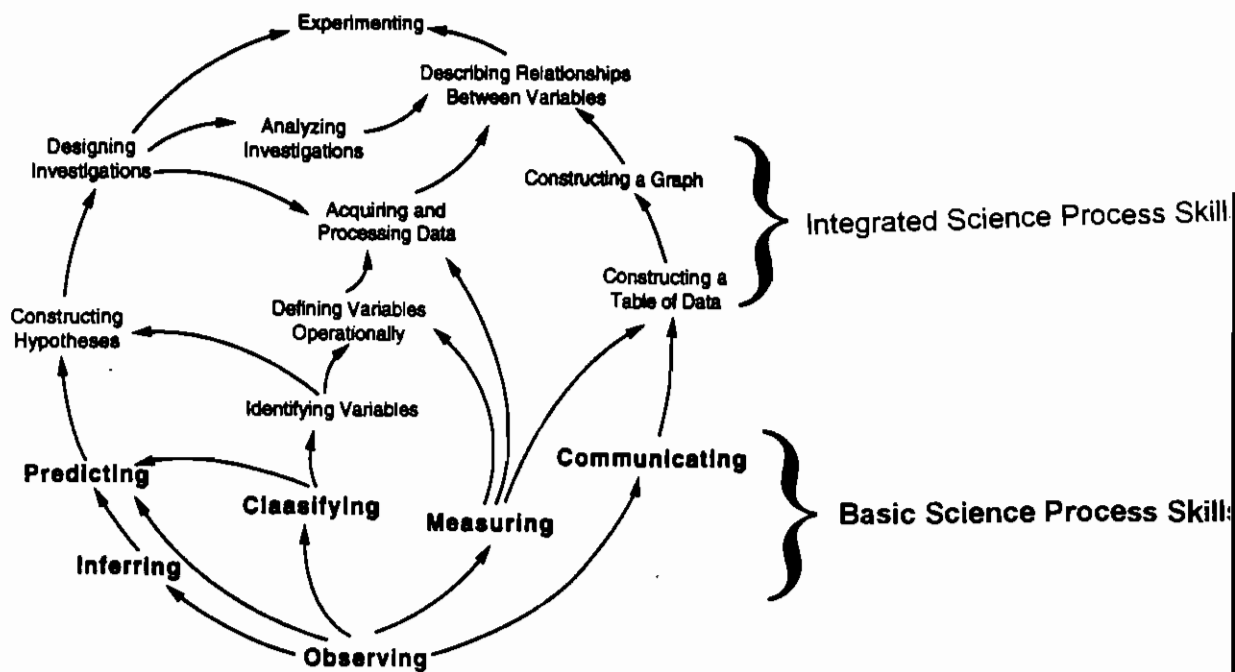 Experimenting
Describing Relationships
Between Variables
Analyzing
Investigations
Designing
Investigations
Constructing a Graph
Acquiring and
Processing Data
Integrated Science Process Skill
Constructing a
Table of Data
Defining Variables
Operationally
Constructing
Hypotheses
Identifying Variables
Communicating
Predicting
Claasifying
Measuring
Basic Science Process Skills
Inferring
Observing